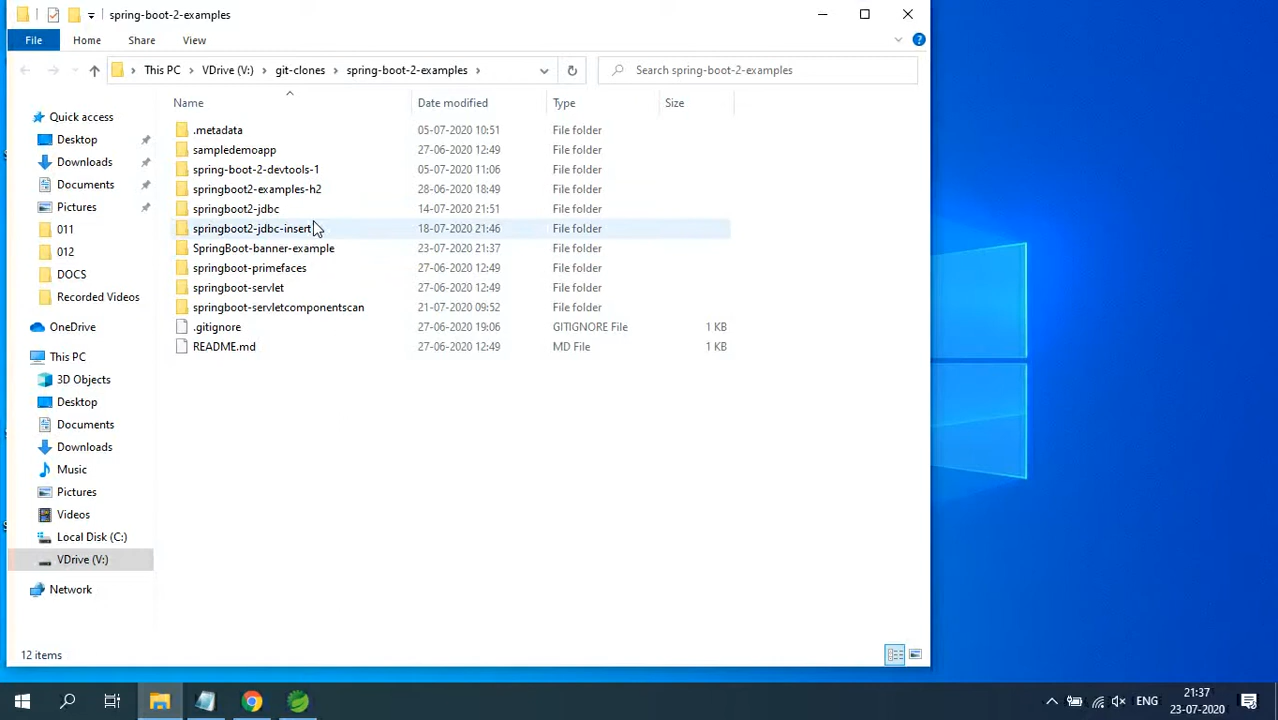 spring-boot-2-examples
File Home Share View
This PC VDrive (V:) git-clones spring-boot-2-examples Search spring-boot-2-examples
Name Date modified Type Size
Quick access
Desktop
Downloads
Documents
Pictures
011
012
DOCS
Recorded Videos
OneDrive
This PC
3D Objects
Desktop
Documents
Downloads
Music
Pictures
Videos
Local Disk (C:)
VDrive (V:)
Network
.metadata 05-07-2020 10:51 File folder
sampledemoapp 27-06-2020 12:49 File folder
spring-boot-2-devtools-1 05-07-2020 11:06 File folder
springboot2-examples-h2 28-06-2020 18:49 File folder
springboot2-jdbc 14-07-2020 21:51 File folder
springboot2-jdbc-insert 18-07-2020 21:46 File folder
SpringBoot-banner-example 23-07-2020 21:37 File folder
springboot-primefaces 27-06-2020 12:49 File folder
springboot-servlet 27-06-2020 12:49 File folder
springboot-servletcomponentscan 21-07-2020 09:52 File folder
.gitignore 27-06-2020 19:06 GITIGNORE File 1 KB
README.md 27-06-2020 12:49 MD File 1 KB
12 items
ENG
21:37
23-07-2020